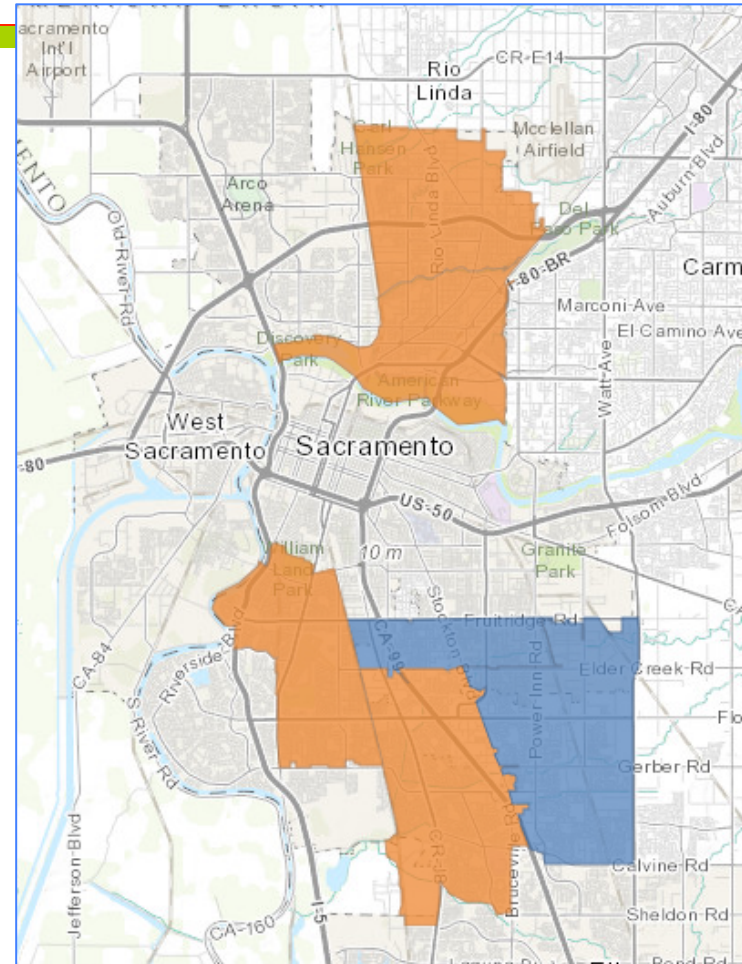 acramento
Int'l
Airport
CR-E14
Rio
Linda
Carl
Hansen
Park
Mcclellan
Airfield
I-80
Auburn Blvd
MENTO
Arco
Arena
Rio Linda Blvd
Del
Paso Park
Old-River-Rd
I-80-BR
Carm
Marconi Ave
El Camino Ave
Discovery
Park
American
River Parkway
Watt-Ave
West
Sacramento
Sacramento
-80
US-50
Folsom-Blvd
William
Land
Park
10 m
Granite
Park
CA
Stockton Blvd
Fruitridge Rd
CA-84
Riverside-Blvd
CA-99
Power Inn Rd
Elder Creek Rd
S River Rd
Flo
Gerber Rd
Jefferson-Blvd
Bruceville Rd
Calvine Rd
I-5
CA-160
Sheldon Rd